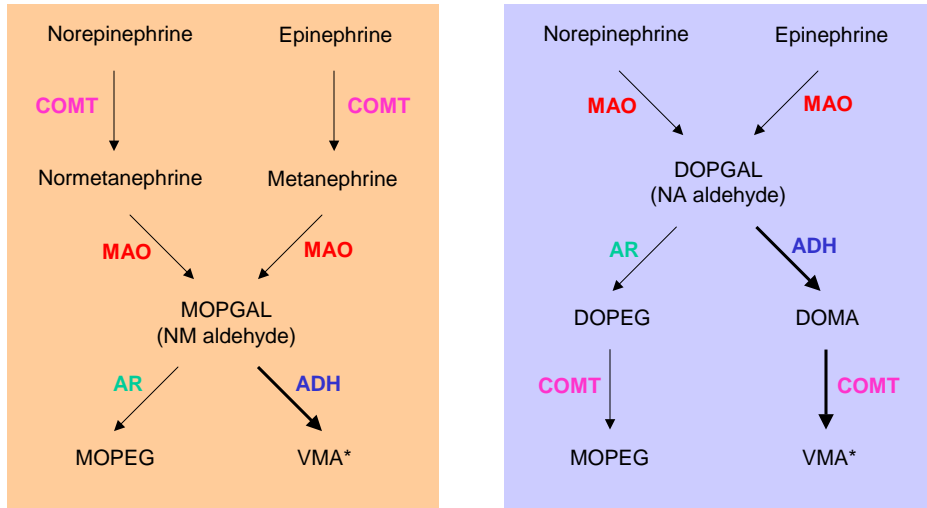 Norepinephrine
Epinephrine
COMT
COMT
Normetanephrine
Metanephrine
MAO
MAO
MOPGAL
(NM aldehyde)
AR
ADH
MOPEG
VMA*
Norepinephrine
Epinephrine
MAO
MAO
DOPGAL
(NA aldehyde)
AR
ADH
DOPEG
DOMA
COMT
COMT
MOPEG
VMA*